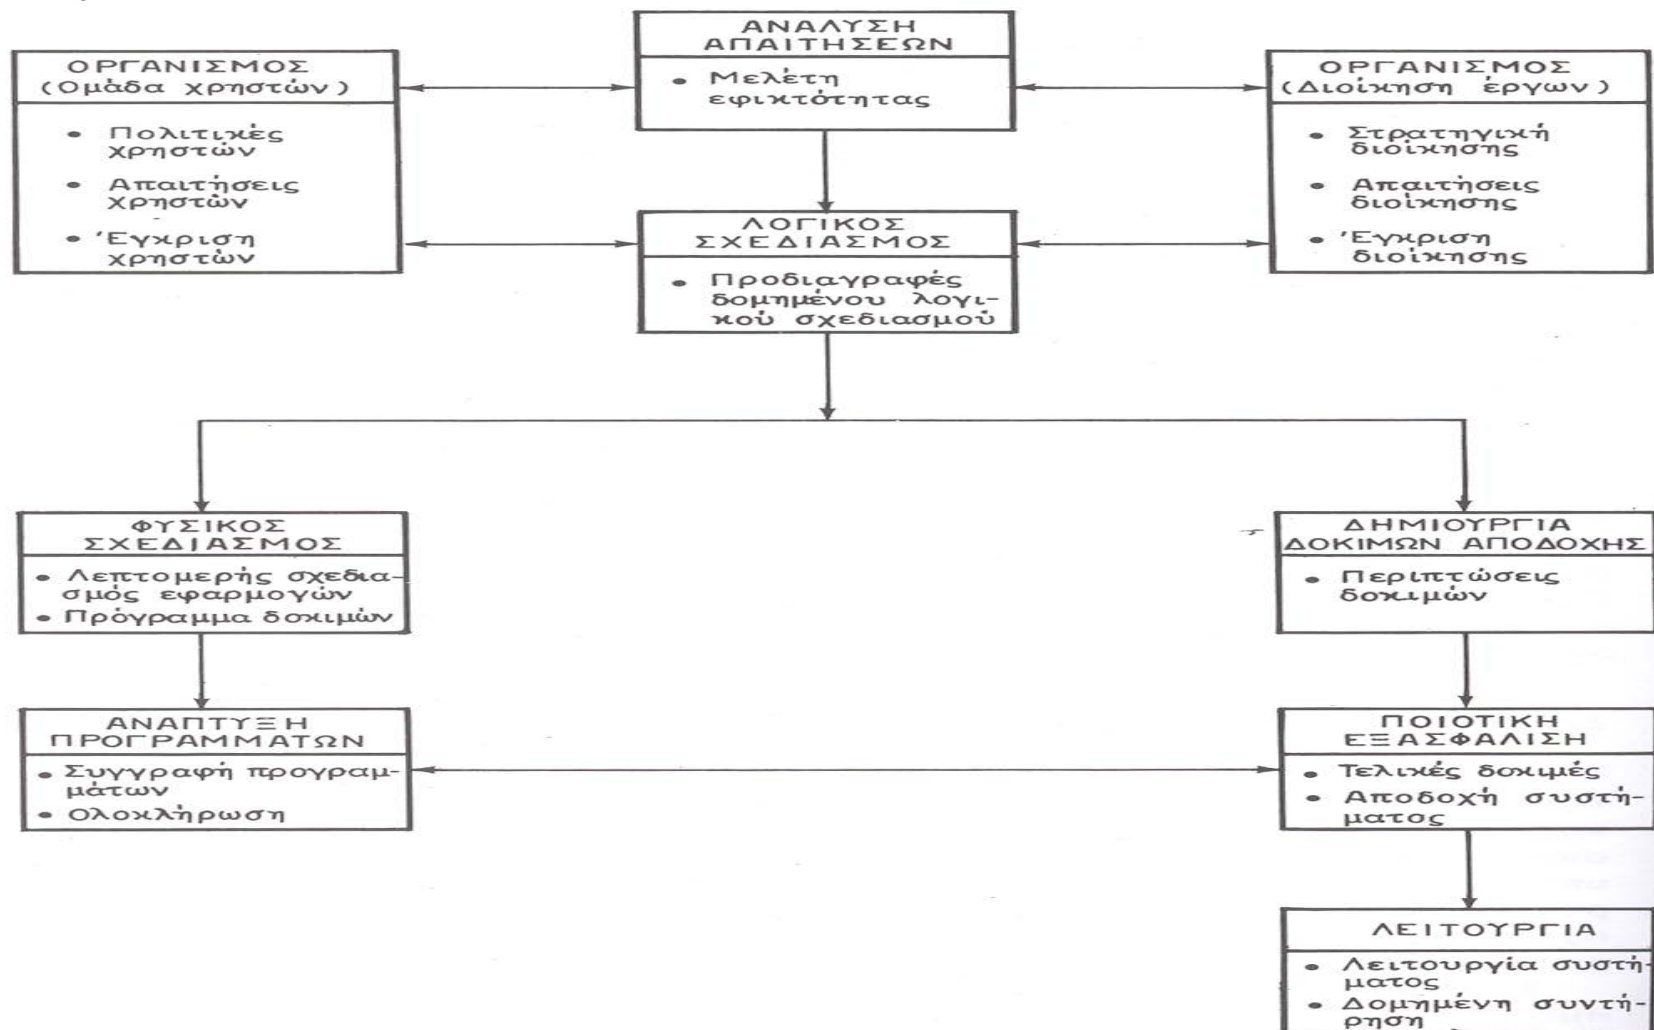 ΑΝΑΛΥΣΗ
ΑΠΑΙΤΗΣΕΩΝ
• Μελέτη
εφικτότητας
ΟΡΓΑΝΙΣΜΟΣ
(Ομάδα χρηστών)
• Πολιτικές
χρηστών
• Απαιτήσεις
χρηστών
• Έγκριση
χρηστών
ΟΡΓΑΝΙΣΜΟΣ
(Διοίκηση έργων)
• Στρατηγική
διοίκησης
• Απαιτήσεις
διοίκησης
• Έγκριση
διοίκησης
ΛΟΓΙΚΟΣ
ΣΧΕΔΙΑΣΜΟΣ
• Προδιαγραφές
δομημένου λογι-
κού σχεδιασμού
ΦΥΣΙΚΟΣ
ΣΧΕΔΙΑΣΜΟΣ
• Λεπτομερής σχεδια-
σμός εφαρμογών
• Πρόγραμμα δοκιμών
ΔΗΜΙΟΥΡΓΙΑ
ΔΟΚΙΜΩΝ ΑΠΟΔΟΧΗΣ
• Περιπτώσεις
δοκιμών
ΑΝΑΠΤΥΞΗ
ΠΡΟΓΡΑΜΜΑΤΩΝ
• Συγγραφή προγραμ-
μάτων
• Ολοκλήρωση
ΠΟΙΟΤΙΚΗ
ΕΞΑΣΦΑΛΙΣΗ
• Τελικές δοκιμές
• Αποδοχή συστή-
ματος
ΛΕΙΤΟΥΡΓΙΑ
• Λειτουργία συστή-
ματος
• Δομημένη συντή-
ρηση